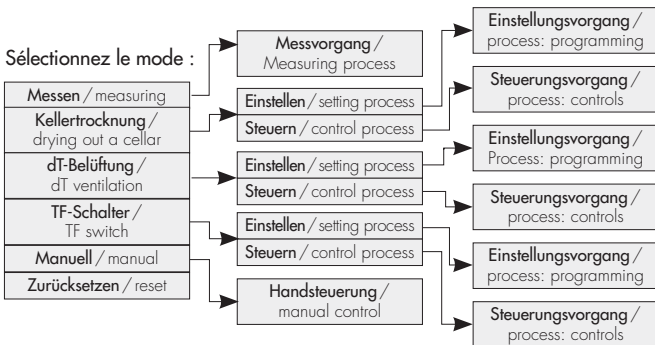 Sélectionnez le mode :
Messen / measuring
Kellertrocknung /
drying out a cellar
dT-Belüftung /
dT ventilation
TF-Schalter /
TF switch
Manuell / manual
Zurücksetzen / reset
Messvorgang /
Measuring process
Einstellen / setting process
Steuern / control process
Einstellen / setting process
Steuern / control process
Einstellen / setting process
Steuern / control process
Handsteuerung /
manual control
Einstellungsvorgang /
process: programming
Steuerungsvorgang /
process: controls
Einstellungsvorgang /
Process: programming
Steuerungsvorgang /
process: controls
Einstellungsvorgang /
process: programming
Steuerungsvorgang /
process: controls